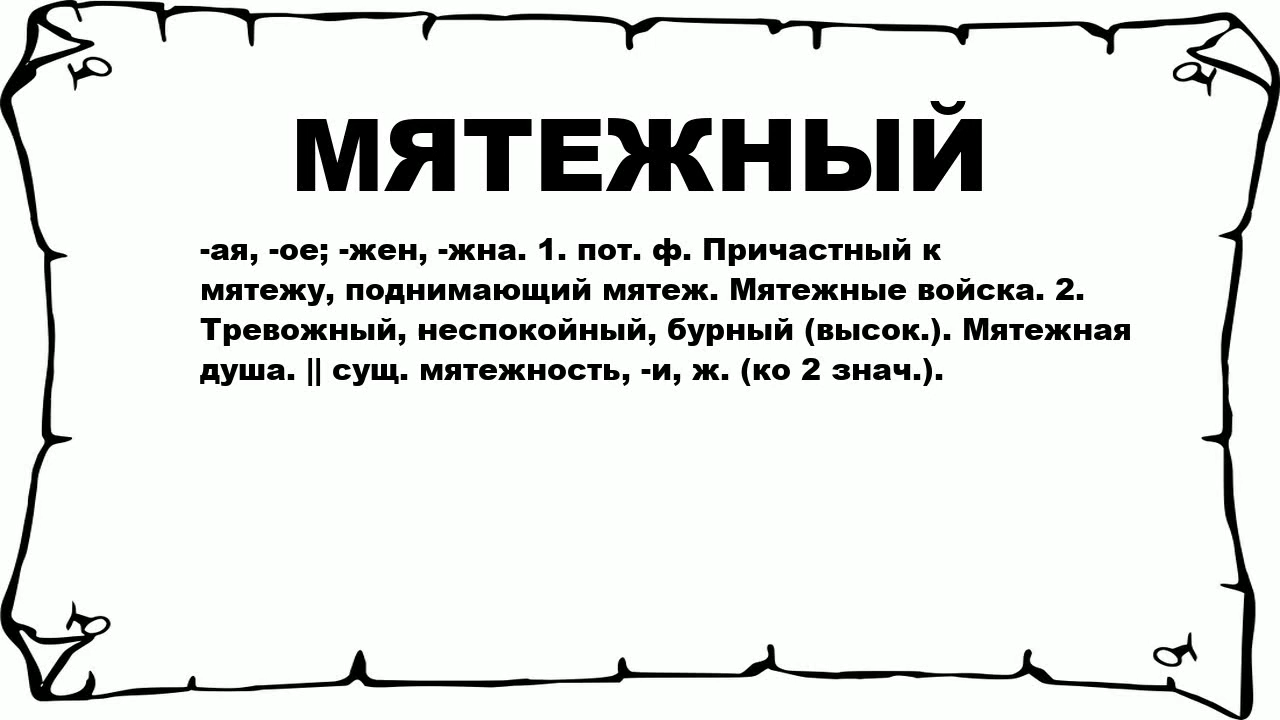 МЯТЕЖНЫЙ
-ая, -ое; -жен, -жна. 1. пот. ф. Причастный к
мятежу, поднимающий мятеж. Мятежные войска. 2.
Тревожный, неспокойный, бурный (высок.). Мятежная
душа. || сущ. мятежность, -и, ж. (ко 2 знач.).